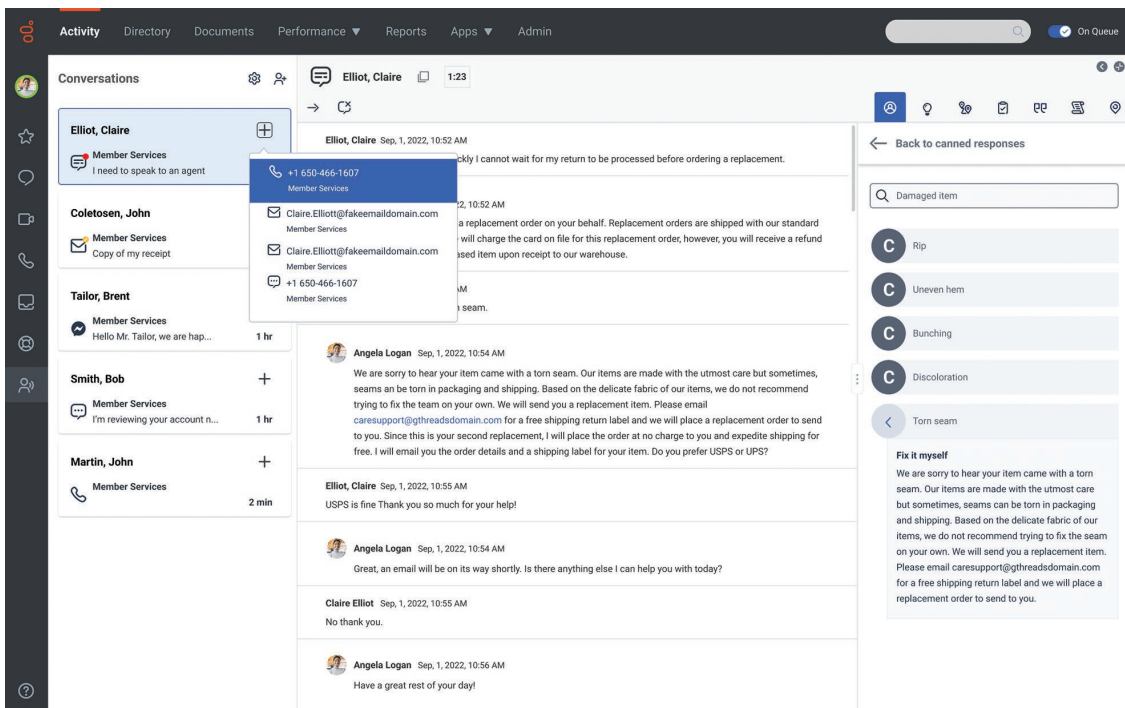 Activity Directory Documents Performance ▼ Reports Apps ▼ Admin
On Queue
Conversations
Elliot, Claire
Member Services
I need to speak to an agent
Coletosen, John
Member Services
Copy of my receipt
Tailor, Brent
Member Services
Hello Mr. Tailor, we are hap...
1 hr
Smith, Bob
Member Services
I'm reviewing your account n...
1 hr
Martin, John
Member Services
2 min
+1 650-466-1607
Member Services
Claire.Elliott@fakeemaildomain.com
Member Services
Claire.Elliott@fakeemaildomain.com
Member Services
+1 650-466-1607
Member Services
Elliot, Claire 1:23
Elliot, Claire Sep, 1, 2022, 10:52 AM
ckly I cannot wait for my return to be processed before ordering a replacement.
22, 10:52 AM
a replacement order on your behalf. Replacement orders are shipped with our standard
will charge the card on file for this replacement order, however, you will receive a refund
ased item upon receipt to our warehouse.
AM
seam.
Angela Logan Sep, 1, 2022, 10:54 AM
We are sorry to hear your item came with a torn seam. Our items are made with the utmost care but sometimes,
seams an be torn in packaging and shipping. Based on the delicate fabric of our items, we do not recommend
trying to fix the team on your own. We will send you a replacement item. Please email
caresupport@gthreadsdomain.com for a free shipping return label and we will place a replacement order to send
to you. Since this is your second replacement, I will place the order at no charge to you and expedite shipping for
free. I will email you the order details and a shipping label for your item. Do you prefer USPS or UPS?
Elliot, Claire Sep, 1, 2022, 10:55 AM
USPS is fine Thank you so much for your help!
Angela Logan Sep, 1, 2022, 10:54 AM
Great, an email will be on its way shortly. Is there anything else I can help you with today?
Claire Elliot Sep, 1, 2022, 10:55 AM
No thank you.
Angela Logan Sep, 1, 2022, 10:56 AM
Have a great rest of your day!
Back to canned responses
Damaged item
C Rip
C Uneven hem
C Bunching
C Discoloration
Torn seam
Fix it myself
We are sorry to hear your item came with a torn
seam. Our items are made with the utmost care
but sometimes, seams can be torn in packaging
and shipping. Based on the delicate fabric of our
items, we do not recommend trying to fix the seam
on your own. We will send you a replacement item.
Please email caresupport@gthreadsdomain.com
for a free shipping return label and we will place a
replacement order to send to you.